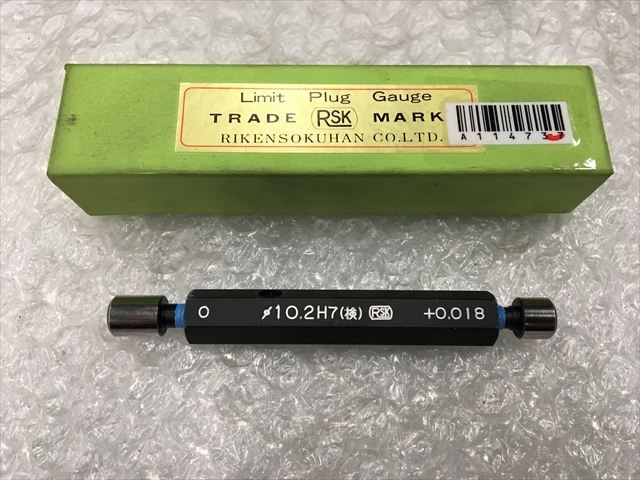 Limit Plug Gauge
TRADE RSK MARK
RIKENSOKUHAN CO.LTD.
A11473
0 ⌀10.2H7(検) RSK +0.018